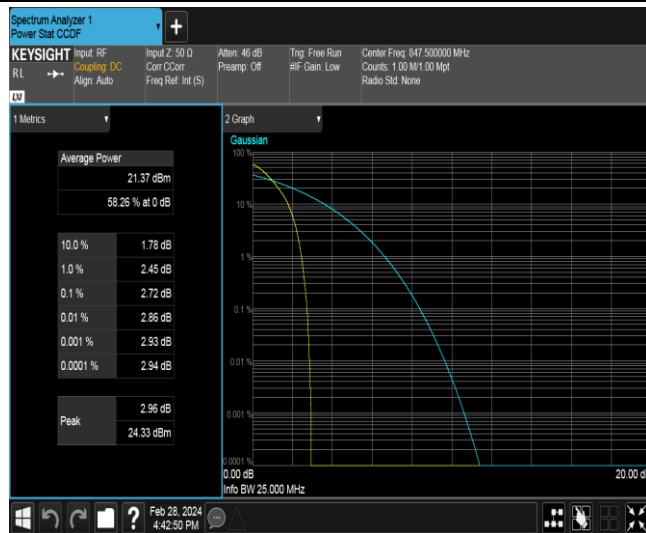 Spectrum Analyzer 1
Power Stat CCDF
+
KEYSIGHT
RL
Input: RF
Coupling: DC
Align: Auto
Input Z: 50 Ω
Corr CCorr
Freq Ref: Int (S)
Atten: 46 dB
Preamp: Off
Trig: Free Run
#IF Gain: Low
Center Freq: 847.500000 MHz
Counts: 1.00 M/1.00 Mpt
Radio Std: None
1 Metrics
Average Power
21.37 dBm
58.26 % at 0 dB
10.0 % 1.78 dB
1.0 % 2.45 dB
0.1 % 2.72 dB
0.01 % 2.86 dB
0.001 % 2.93 dB
0.0001 % 2.94 dB
Peak
2.96 dB
24.33 dBm
2 Graph
Gaussian
100 %
10 %
1 %
0.1 %
0.01 %
0.001 %
0.0001 %
0.00 dB
20.00 d
Info BW 25.000 MHz
?
Feb 28, 2024
4:42:50 PM